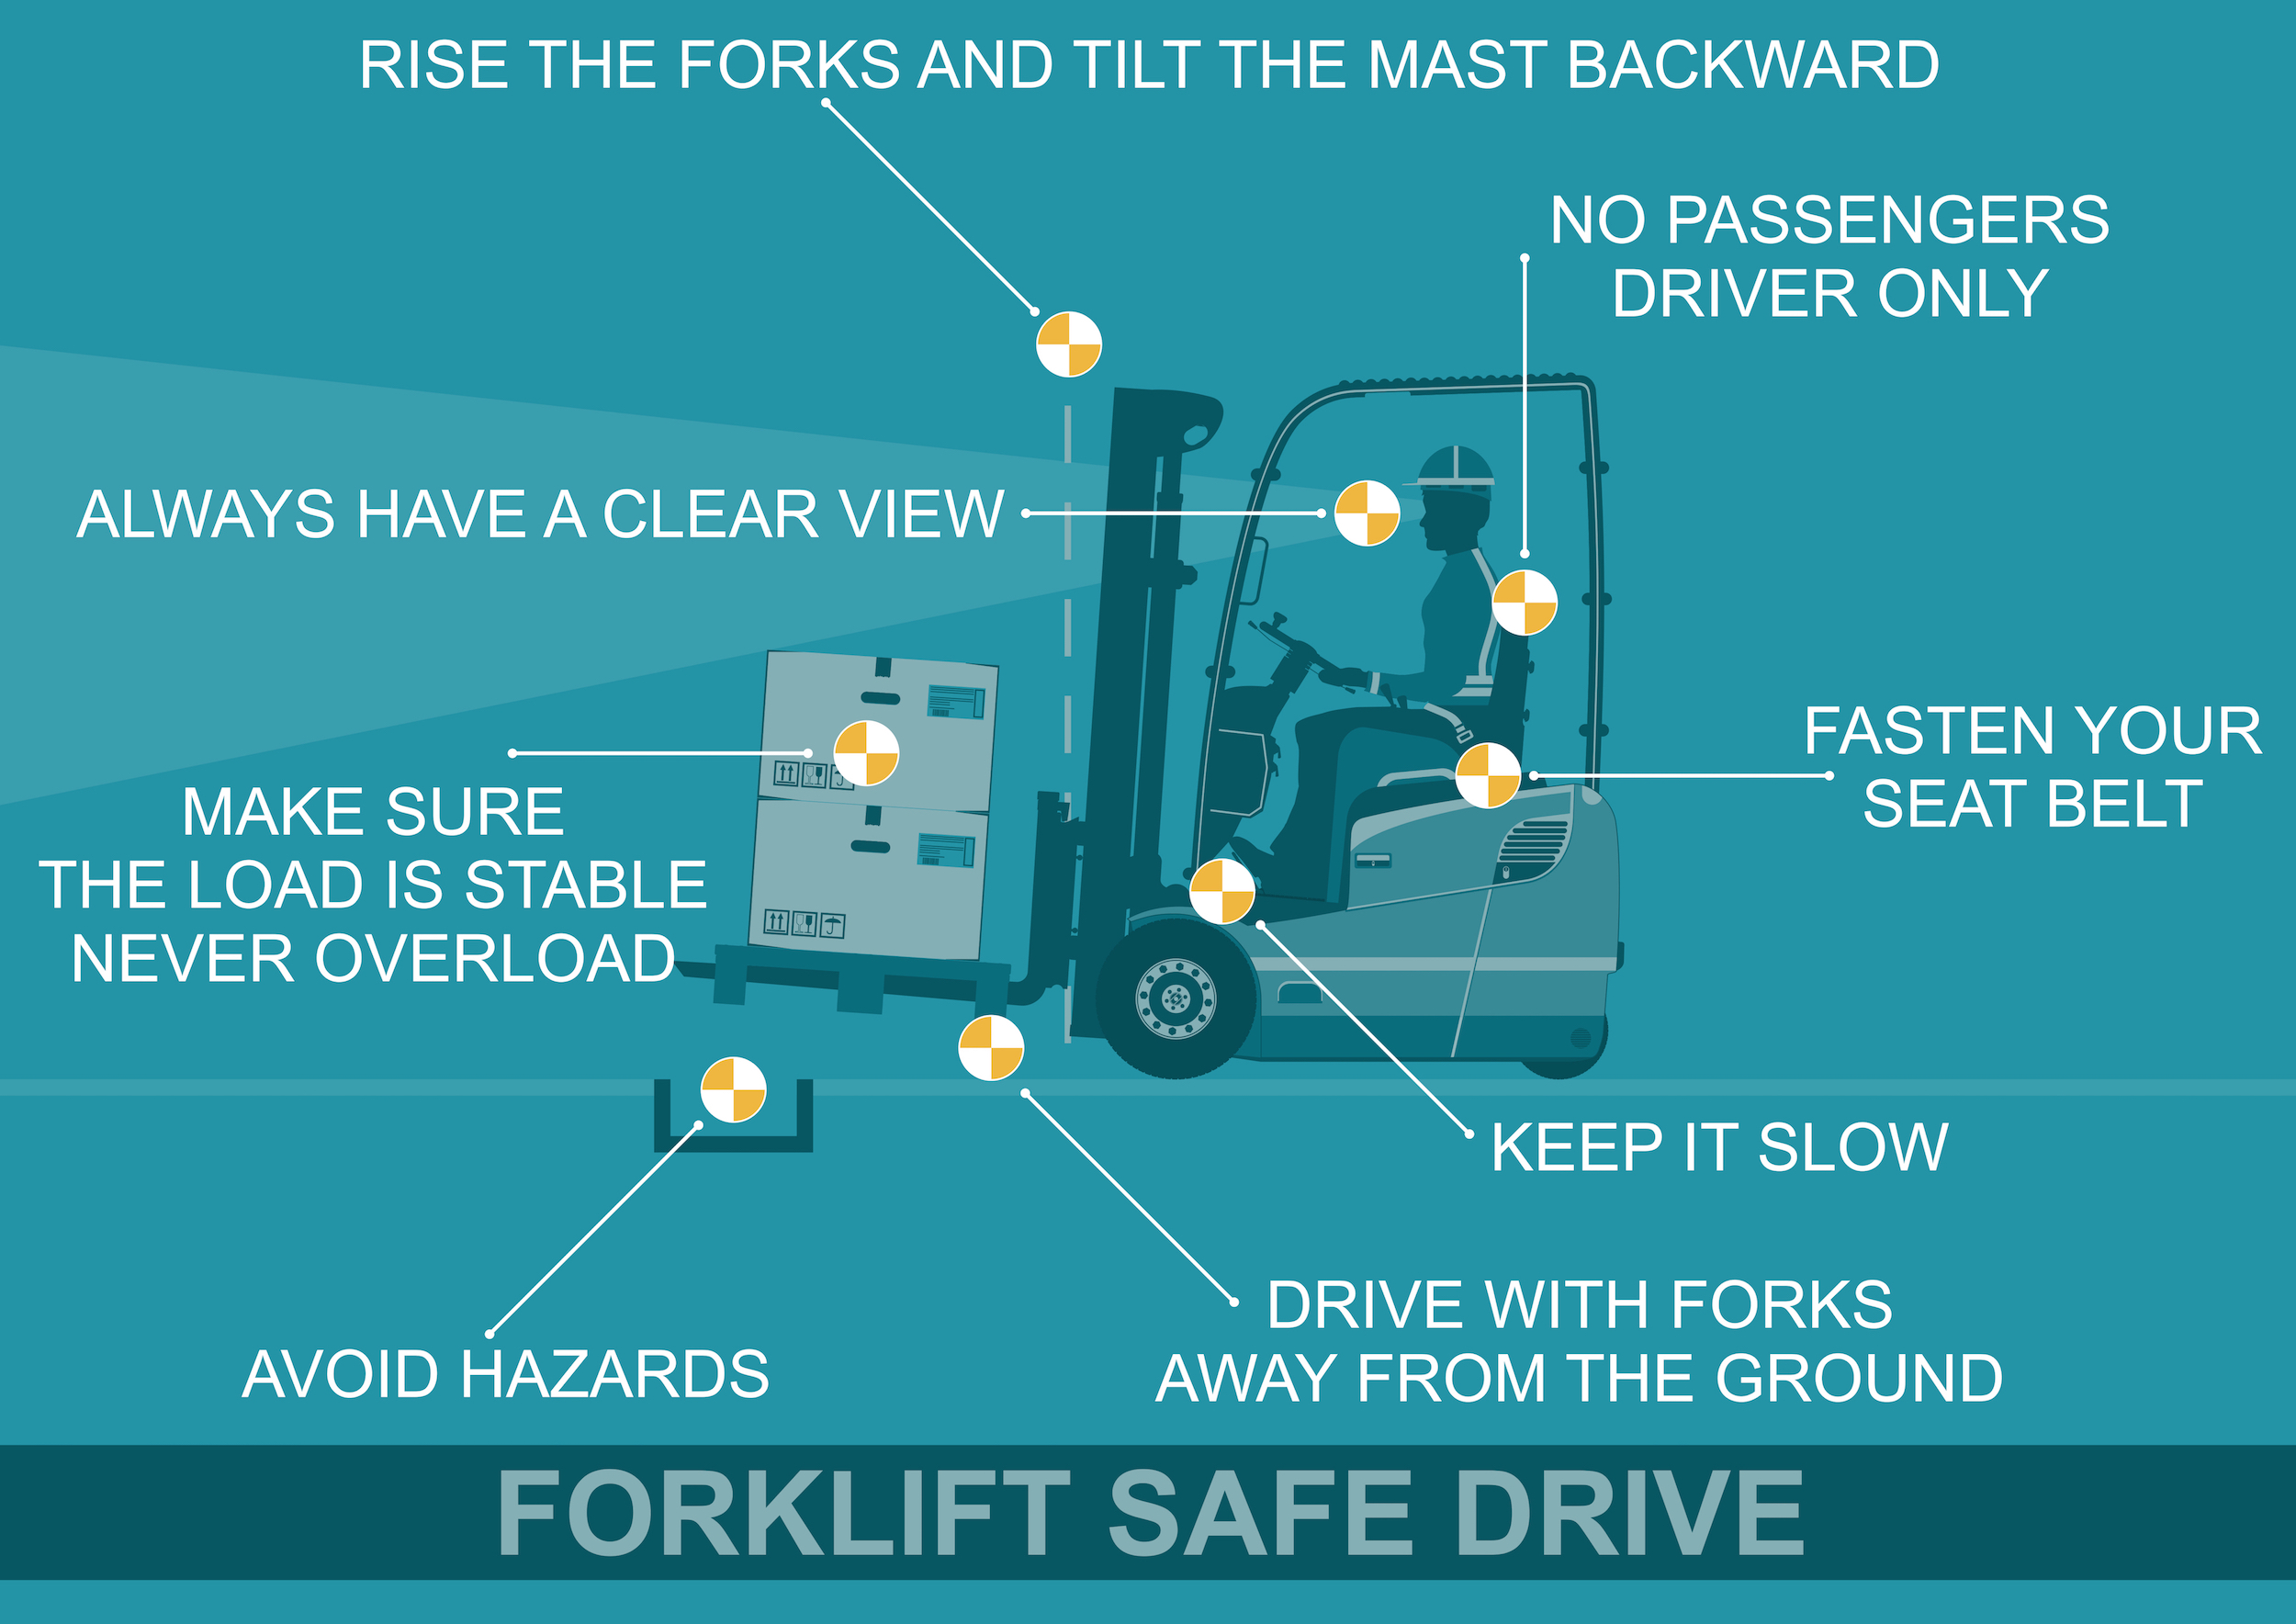 RISE THE FORKS AND TILT THE MAST BACKWARD
NO PASSENGERS
DRIVER ONLY
ALWAYS HAVE A CLEAR VIEW
FASTEN YOUR
SEAT BELT
MAKE SURE
THE LOAD IS STABLE
NEVER OVERLOAD
KEEP IT SLOW
DRIVE WITH FORKS
AWAY FROM THE GROUND
AVOID HAZARDS
FORKLIFT SAFE DRIVE